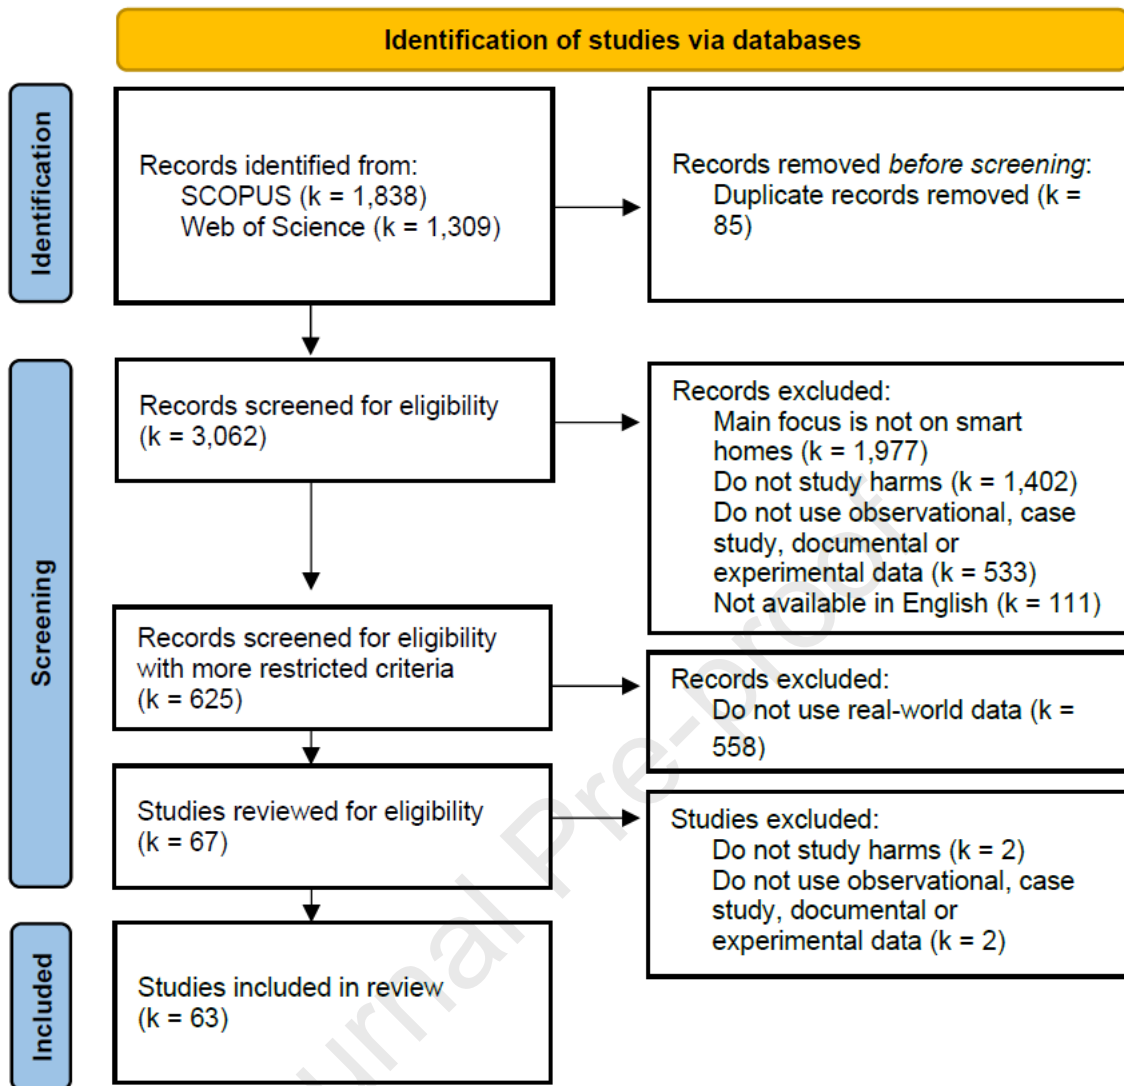 Identification of studies via databases
Identification
Records identified from:
SCOPUS (k = 1,838)
Web of Science (k = 1,309)
Records removed before screening:
Duplicate records removed (k =
85)
Screening
Records screened for eligibility
(k = 3,062)
Records excluded:
Main focus is not on smart
homes (k = 1,977)
Do not study harms (k = 1,402)
Do not use observational, case
study, documental or
experimental data (k = 533)
Not available in English (k = 111)
Records screened for eligibility
with more restricted criteria
(k = 625)
Records excluded:
Do not use real-world data (k =
558)
Studies reviewed for eligibility
(k = 67)
Studies excluded:
Do not study harms (k = 2)
Do not use observational, case
study, documental or
experimental data (k = 2)
Included
Studies included in review
(k = 63)
urnal Pre-proof